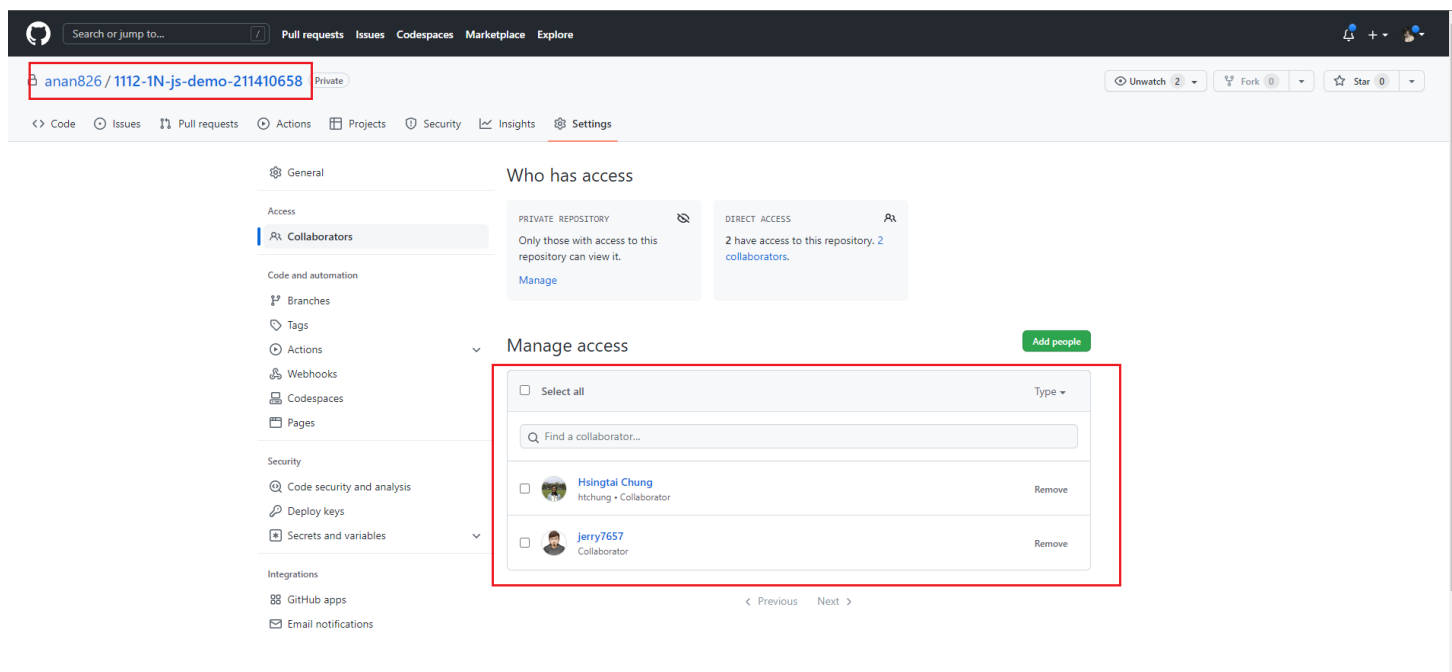 Search or jump to... /
Pull requests Issues Codespaces Marketplace Explore
anan826 / 1112-1N-js-demo-211410658 Private
Unwatch 2 Fork 0 Star 0
Code Issues Pull requests Actions Projects Security Insights Settings
General
Access
Collaborators
Code and automation
Branches
Tags
Actions
Webhooks
Codespaces
Pages
Security
Code security and analysis
Deploy keys
Secrets and variables
Integrations
GitHub apps
Email notifications
Who has access
PRIVATE REPOSITORY
Only those with access to this
repository can view it.
Manage
DIRECT ACCESS
2 have access to this repository. 2
collaborators.
Manage access
Add people
Select all Type
Find a collaborator...
Hsingtai Chung
htchung • Collaborator
Remove
jerry7657
Collaborator
Remove
Previous Next